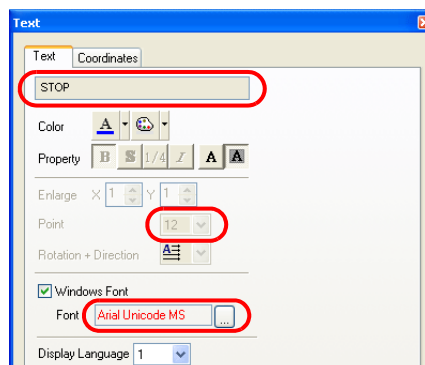 Text
Text Coordinates
STOP
Color A
Property B S 1/4 I A A
Enlarge X 1 Y 1
Point 12
Rotation + Direction A
Windows Font
Font Arial Unicode MS ...
Display Language 1